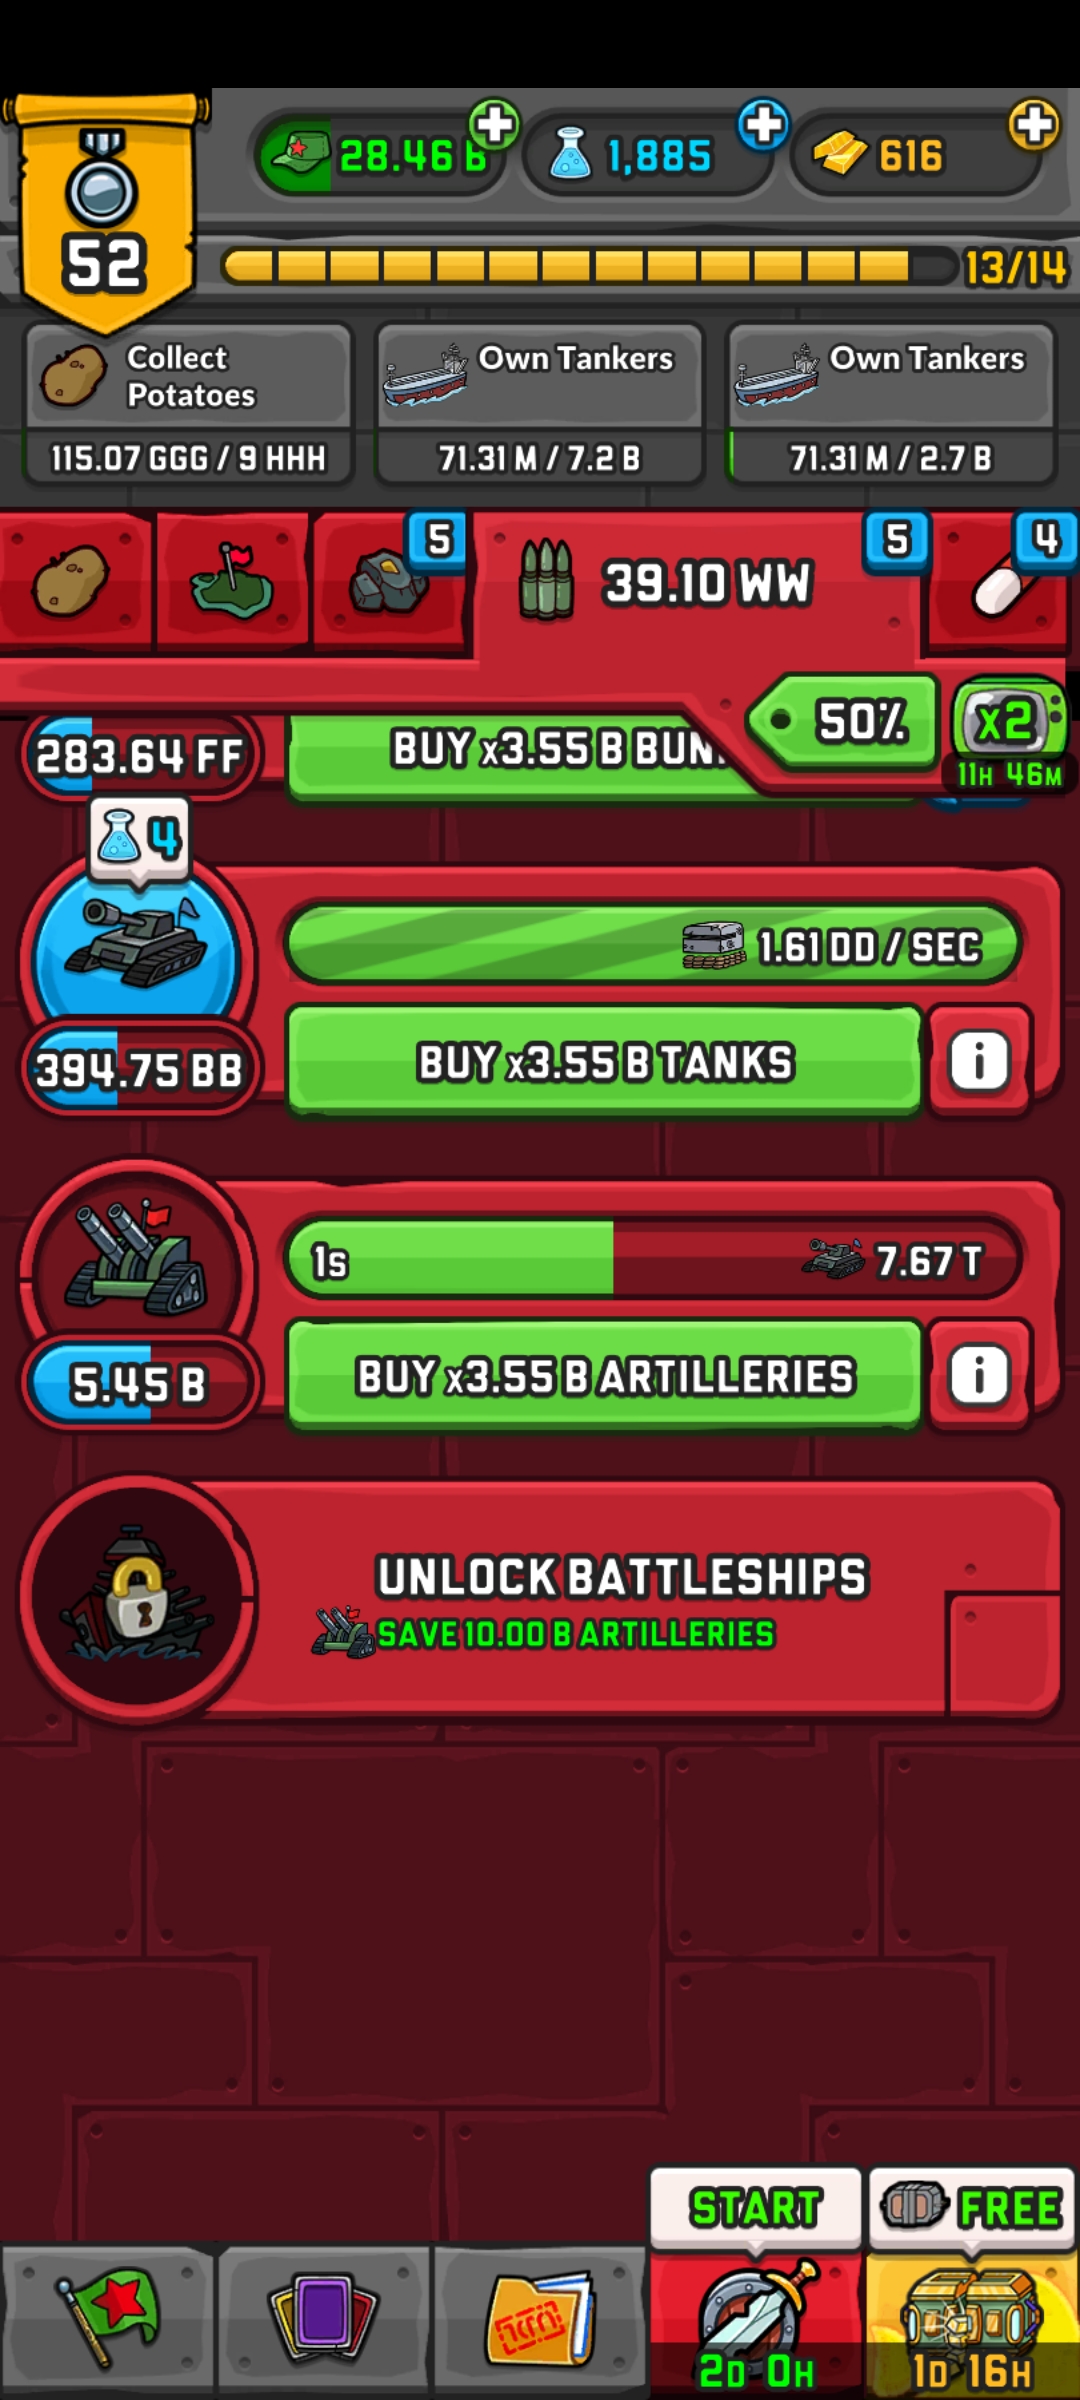 28.46 B
1,885
616
52
13/14
Collect
Potatoes
Own Tankers
Own Tankers
115.07 GGG / 9 HHH
71.31 M / 7.2 B
71.31 M / 2.7 B
5
39.10 WW
5
4
50%
x2
11H 46M
283.64 FF
BUY x3.55 B BUN
4
1.61 DD / SEC
394.75 BB
BUY x3.55 B TANKS
i
1s
7.67 T
5.45 B
BUY x3.55 B ARTILLERIES
i
UNLOCK BATTLESHIPS
SAVE 10.00 B ARTILLERIES
START
FREE
2D 0H
1D 16H